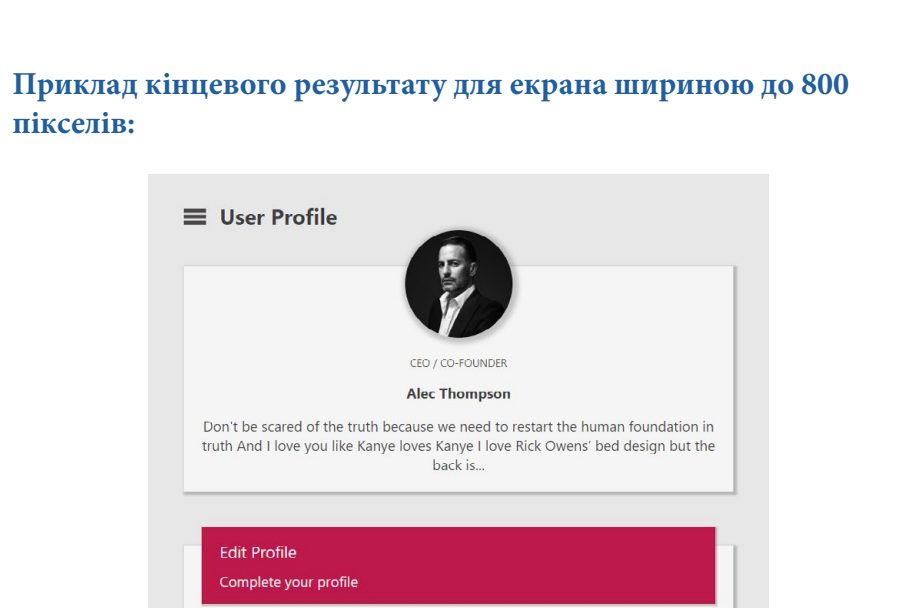 Приклад кінцевого результату для екрана шириною до 800
пікселів:
User Profile
CEO / CO-FOUNDER
Alec Thompson
Don't be scared of the truth because we need to restart the human foundation in
truth And I love you like Kanye loves Kanye I love Rick Owens’ bed design but the
back is...
Edit Profile
Complete your profile